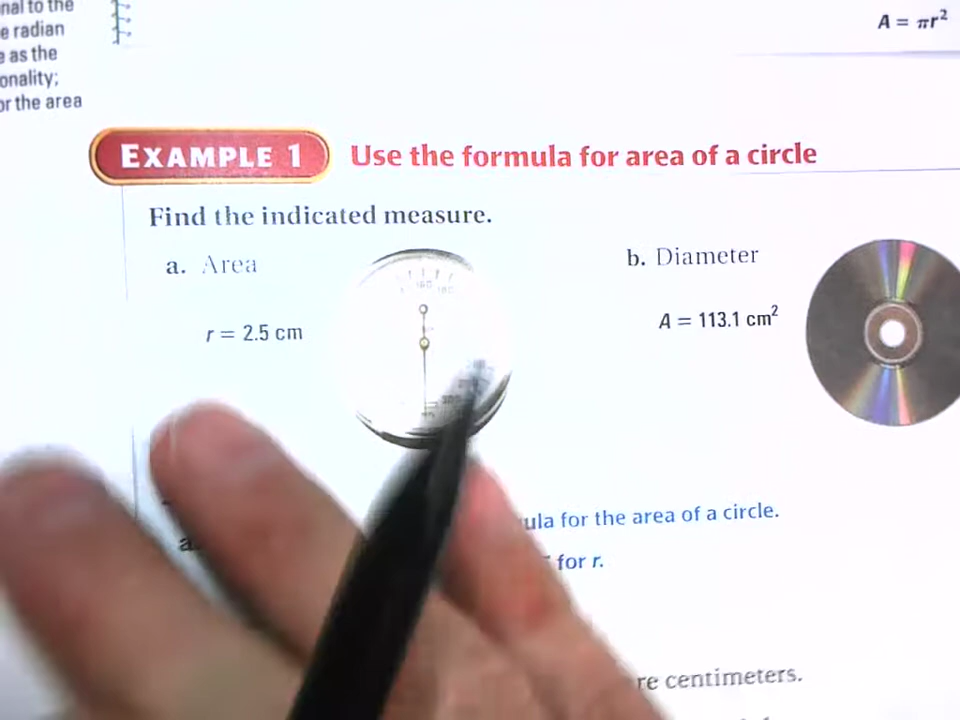 nal to the
e radian
e as the
onality;
or the area
A = πr²
EXAMPLE 1 Use the formula for area of a circle
Find the indicated measure.
a. Area
r = 2.5 cm
b. Diameter
A = 113.1 cm²
ula for the area of a circle.
for r.
re centimeters.